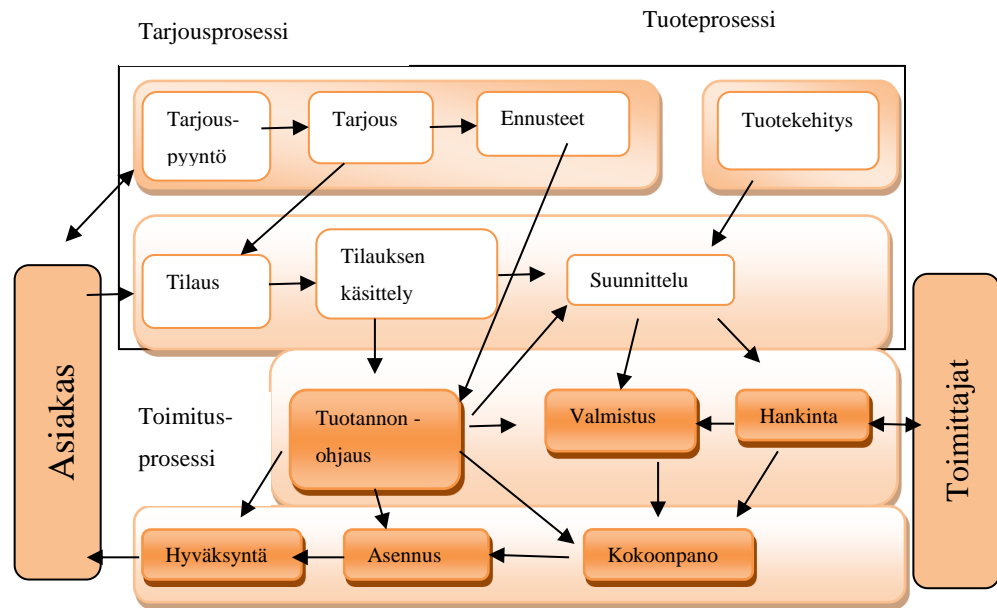 Tarjousprosessi
Tuoteprosessi
Tarjous-
pyyntö
Tarjous
Ennusteet
Tuotekehitys
Tilaus
Tilauksen
käsittely
Suunnittelu
Asiakas
Toimitus-
prosessi
Tuotannon -
ohjaus
Valmistus
Hankinta
Toimittajat
Hyväksyntä
Asennus
Kokoonpano